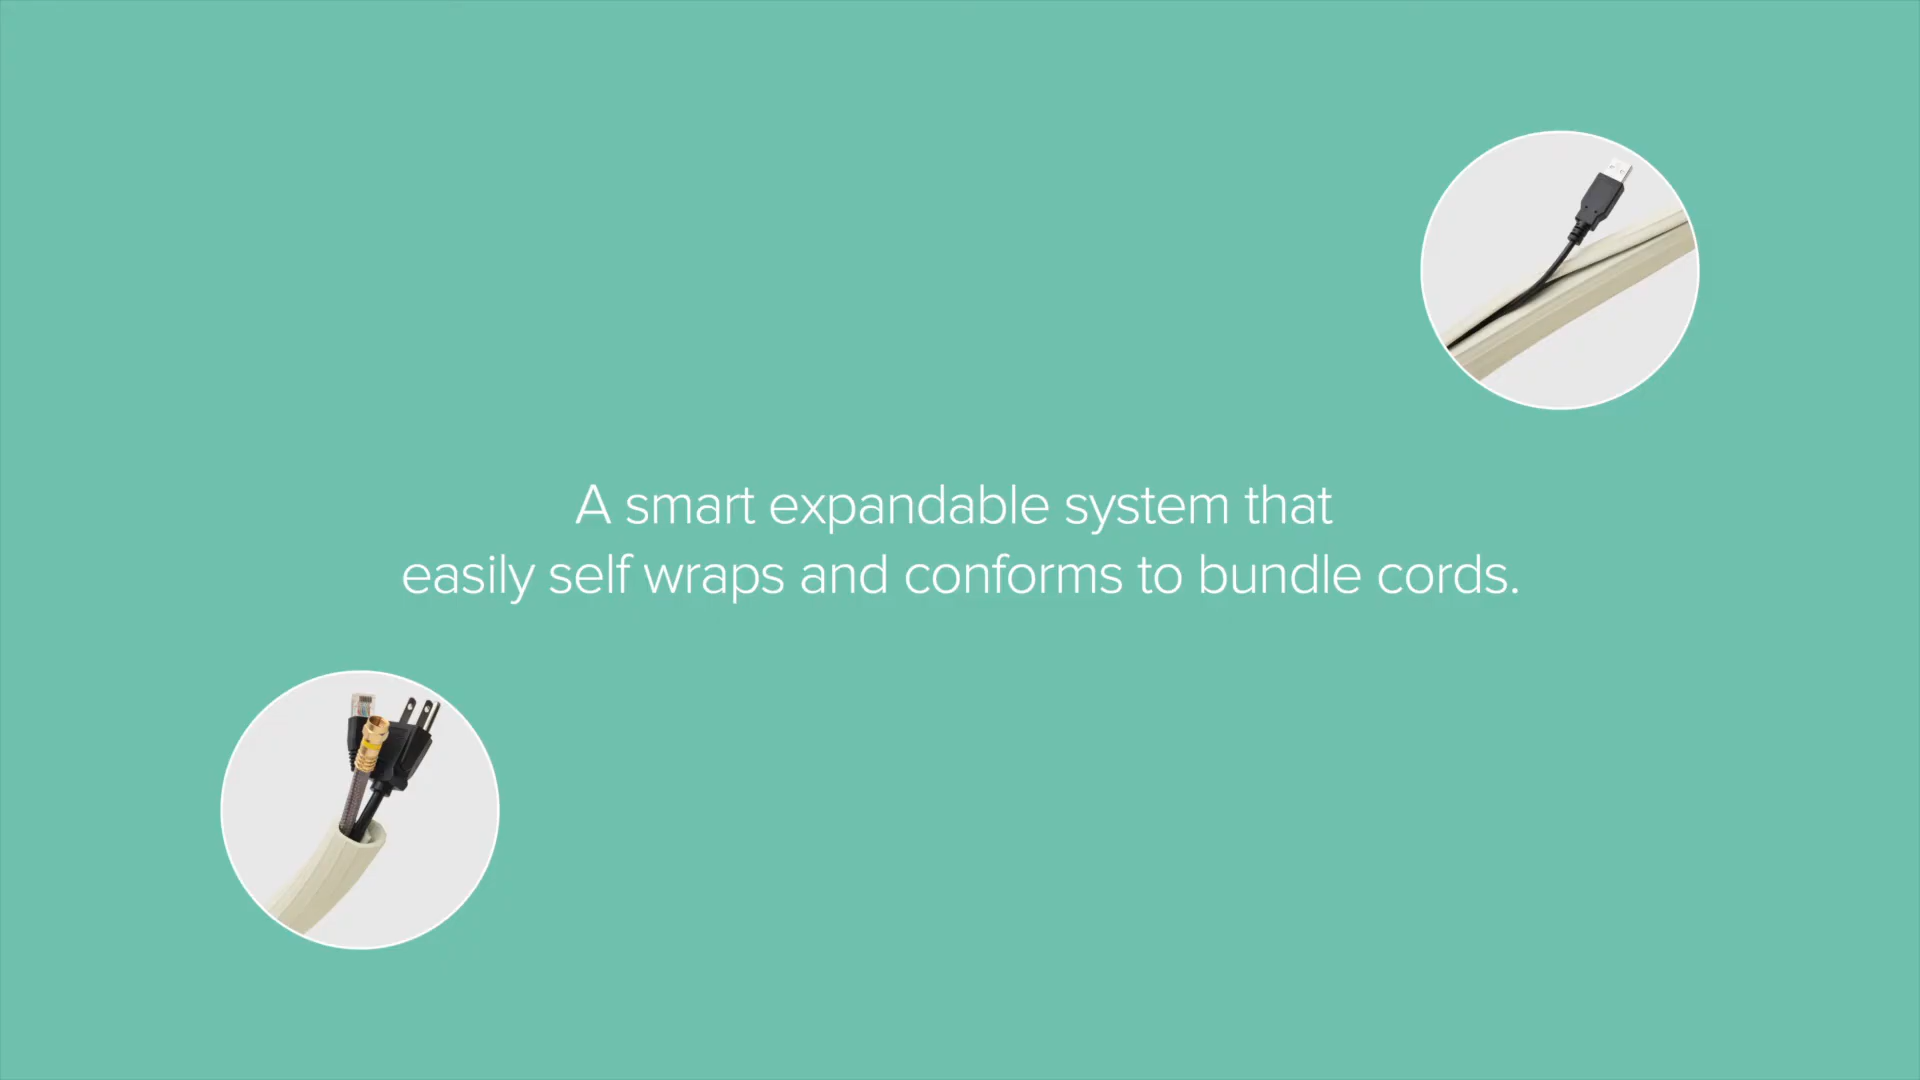 A smart expandable system that
easily self wraps and conforms to bundle cords.